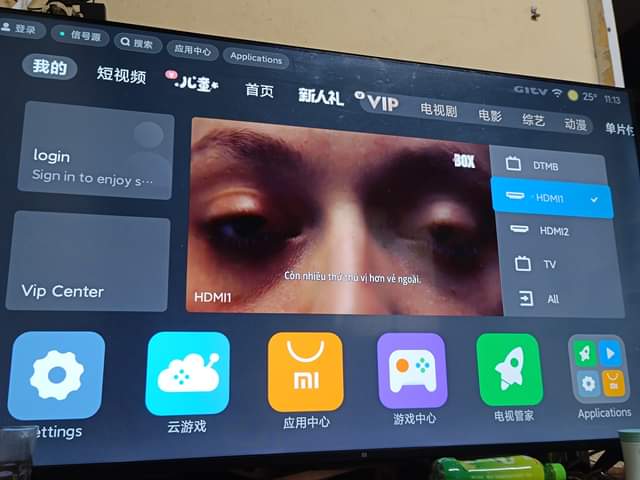 登录
信号源
搜索
应用中心
Applications
GITV
25°
11:13
我的
短视频
儿童
首页
新人礼
VIP
电视剧
电影
综艺
动漫
单片付
login
Sign in to enjoy s···
Vip Center
BOX
Còn nhiều thứ thú vị hơn vẻ ngoài.
HDMI1
DTMB
HDMI1
HDMI2
TV
All
mi
Settings
云游戏
应用中心
游戏中心
电视管家
Applications